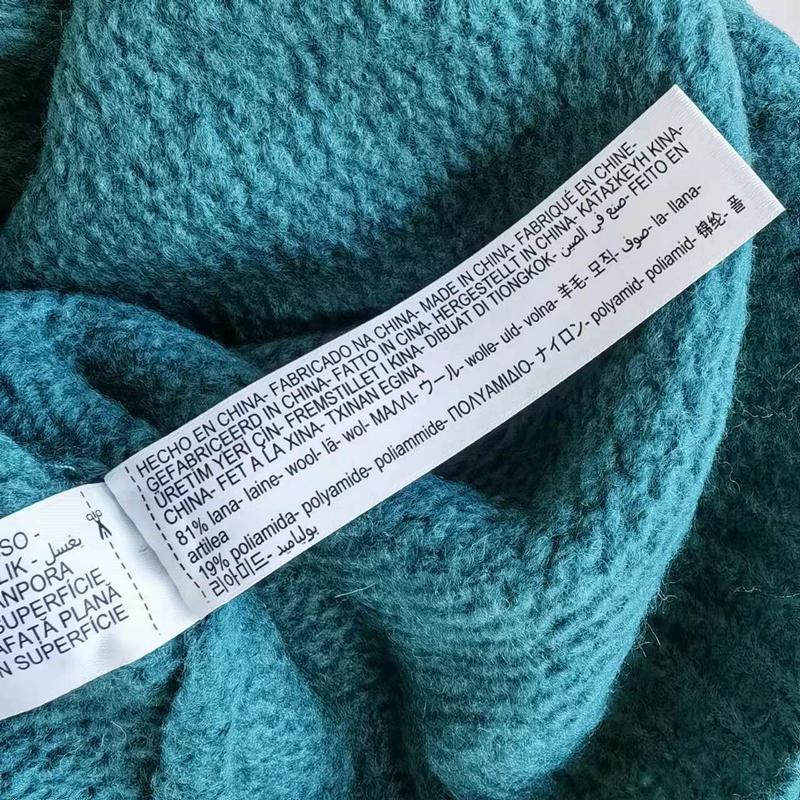 HECHO EN CHINA- FABRICADO NA CHINA- MADE IN CHINA- FABRIQUÉ EN CHINE-
GEFABRICEERD IN CHINA- FATTO IN CINA- HERGESTELLT IN CHINA- ΚΑΤΑΣΚΕΥΗ ΚΙΝΑ-
ÜRETIM YERI ÇIN- FREMSTILLET I KINA- DIBUAT DI TIONGKOK- صنع في الصين- FEITO EN
CHINA- FET A LA XINA- TXINAN EGINA
81% lana- laine- wool- lã- wol- ΜΑΛΛΙ- ウール- wolle- uld- volna- 羊毛- 모직- صوف- la- llana-
artilea
19% poliamida- polyamide- poliammide- ΠΟΛΥΑΜΙΔΙΟ- ナイロン- polyamid- poliamid- 锦纶- 폴
리아미드- بولياميد
SO -
LIK - يغسل
ANPORA
SUPERFÍCIE
AFAȚĂ PLANĂ
N SUPERFÍCIE